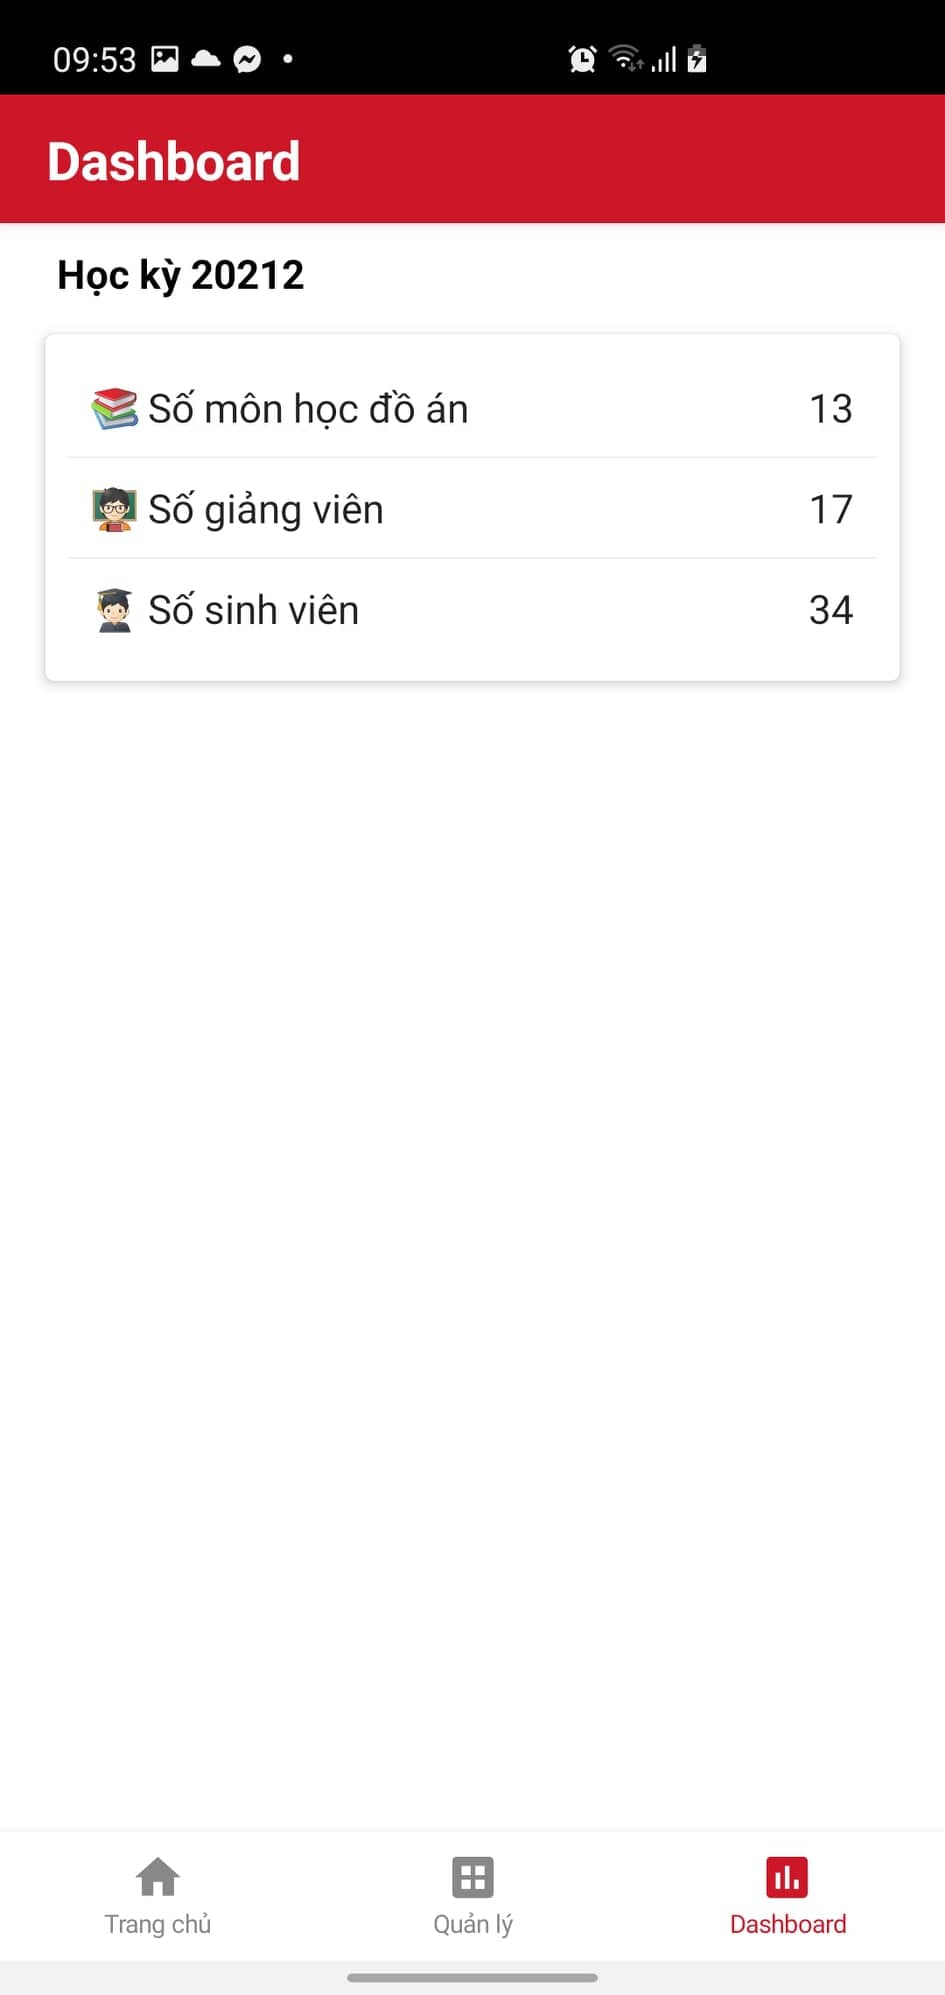 09:53
Dashboard
Học kỳ 20212
Số môn học đồ án 13
Số giảng viên 17
Số sinh viên 34
Trang chủ Quản lý Dashboard